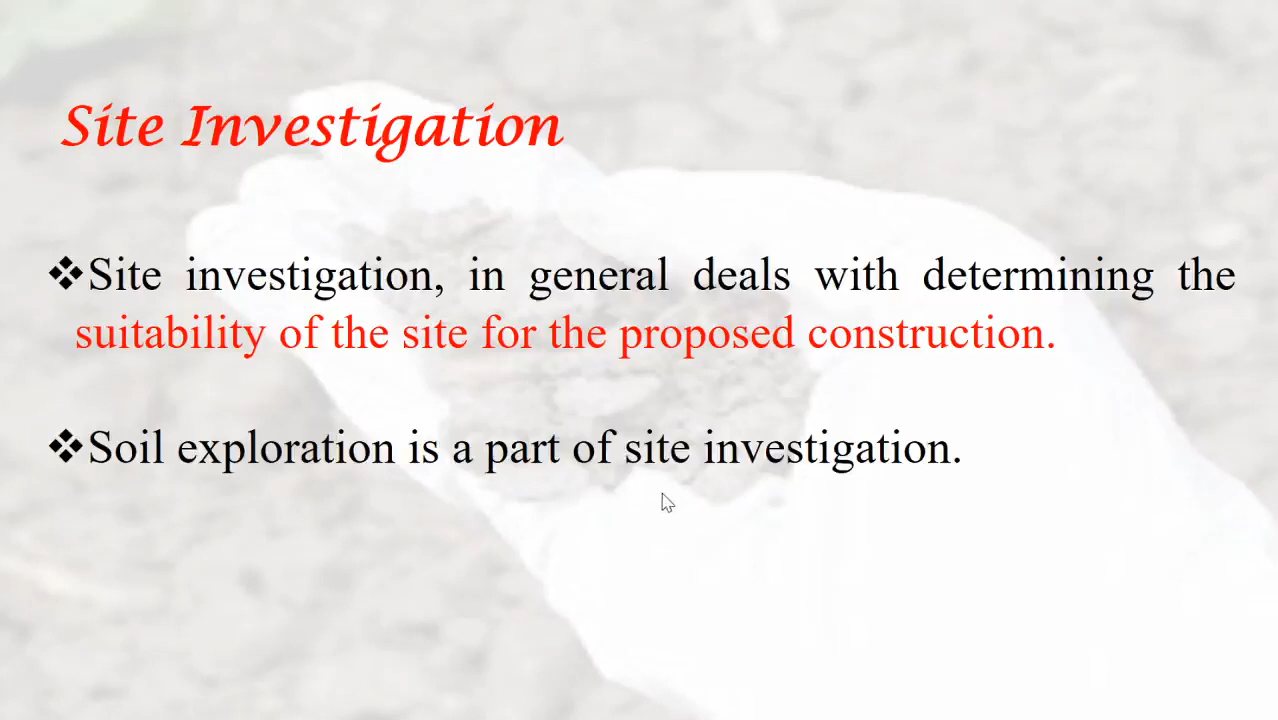 Site Investigation
❖Site investigation, in general deals with determining the
suitability of the site for the proposed construction.
❖Soil exploration is a part of site investigation.